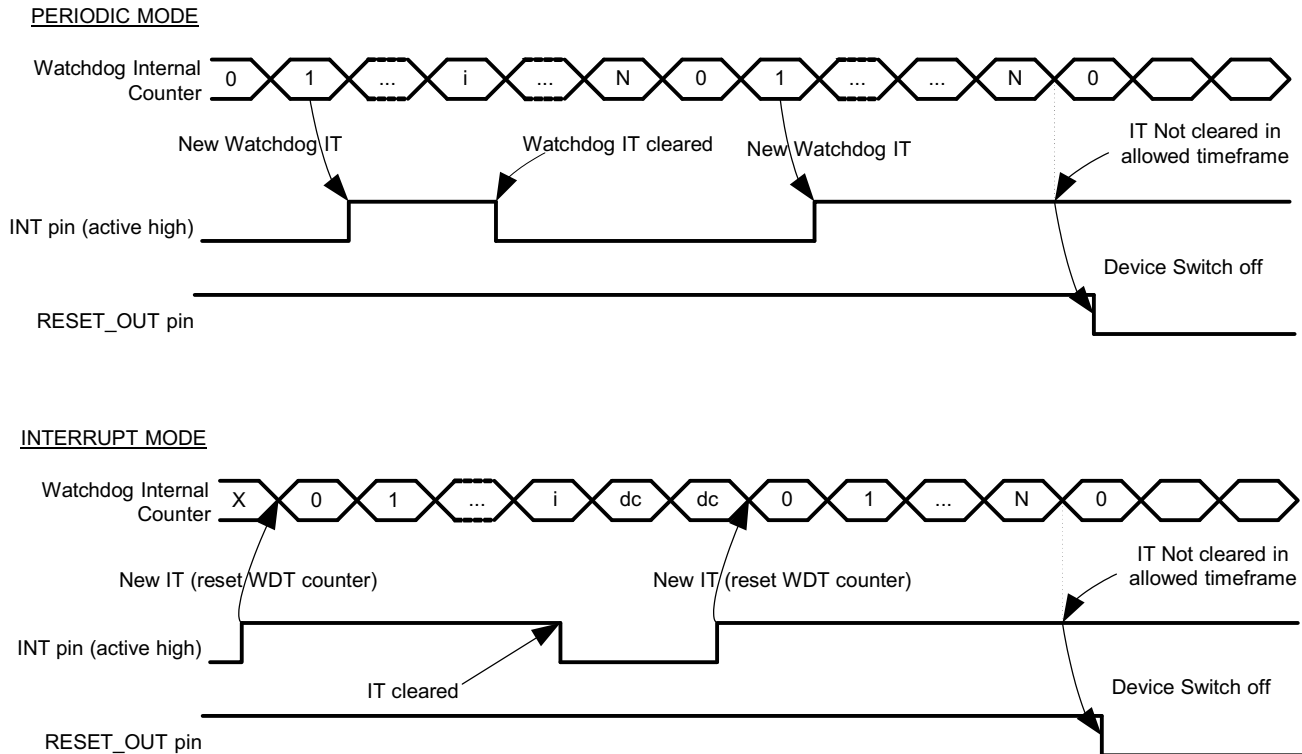 PERIODIC MODE
Watchdog Internal
Counter
0 1 ... i ... N 0 1 ... ... N 0
New Watchdog IT
Watchdog IT cleared
New Watchdog IT
IT Not cleared in
allowed timeframe
INT pin (active high)
Device Switch off
RESET_OUT pin
INTERRUPT MODE
Watchdog Internal
Counter
X 0 1 ... i dc dc 0 1 ... N 0
New IT (reset WDT counter)
New IT (reset WDT counter)
IT Not cleared in
allowed timeframe
INT pin (active high)
IT cleared
Device Switch off
RESET_OUT pin